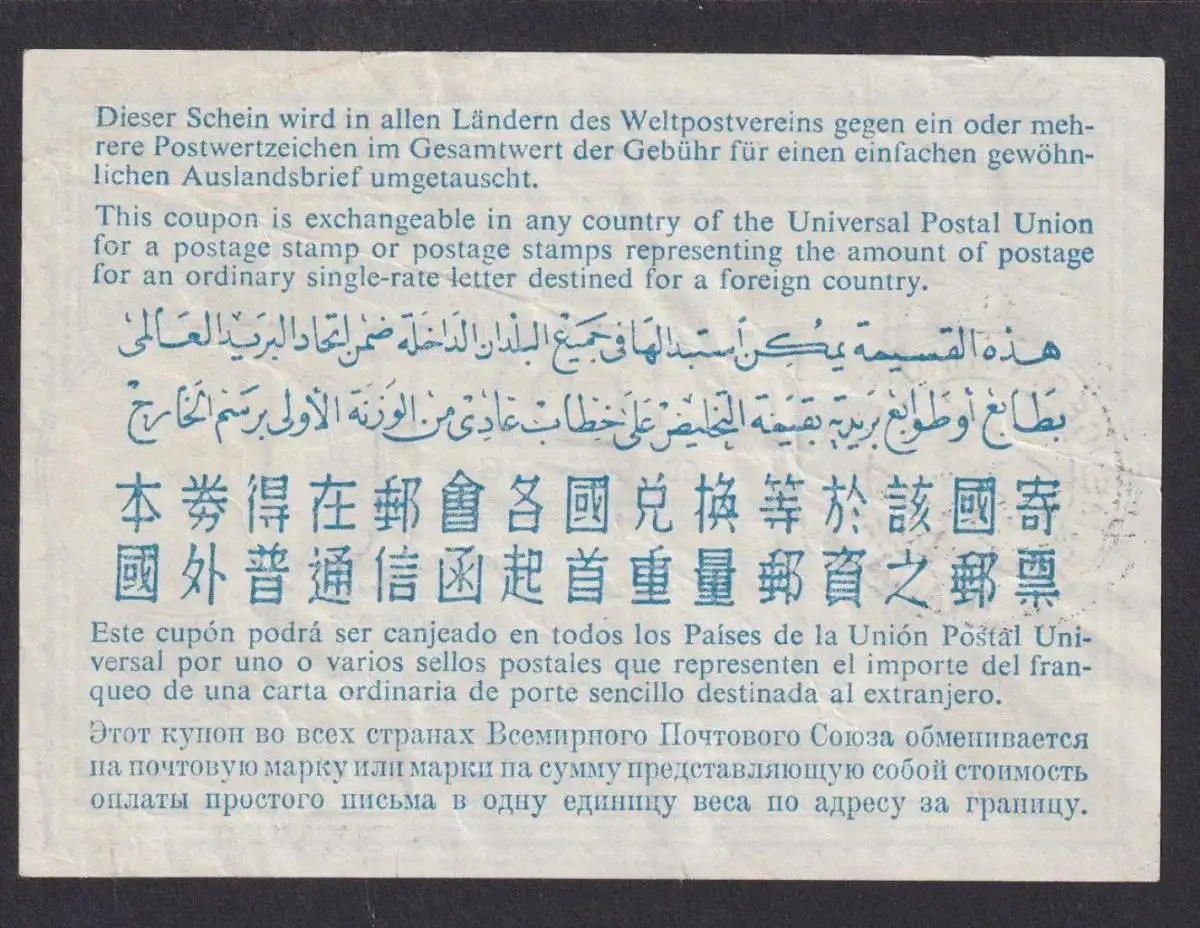 Dieser Schein wird in allen Ländern des Weltpostvereins gegen ein oder meh-
rere Postwertzeichen im Gesamtwert der Gebühr für einen einfachen gewöhn-
lichen Auslandsbrief umgetauscht.
This coupon is exchangeable in any country of the Universal Postal Union
for a postage stamp or postage stamps representing the amount of postage
for an ordinary single-rate letter destined for a foreign country.
هذه القسيمة يمكن استبدالها في جميع البلدان الداخلة ضمن اتحاد البريد العالمى
بطابع أو طوابع بريدية بقيمة التخليص على خطاب عادى من الوزنة الأولى برسم الخارج
本券得在郵會各國兑換等於該國寄
國外普通信函起首重量郵資之郵票
Este cupón podrá ser canjeado en todos los Países de la Unión Postal Uni-
versal por uno o varios sellos postales que representen el importe del fran-
queo de una carta ordinaria de porte sencillo destinada al extranjero.
Этот купон во всех странах Всемирного Почтового Союза обменивается
на почтовую марку или марки на сумму представляющую собой стоимость
оплаты простого письма в одну единицу веса по адресу за границу.